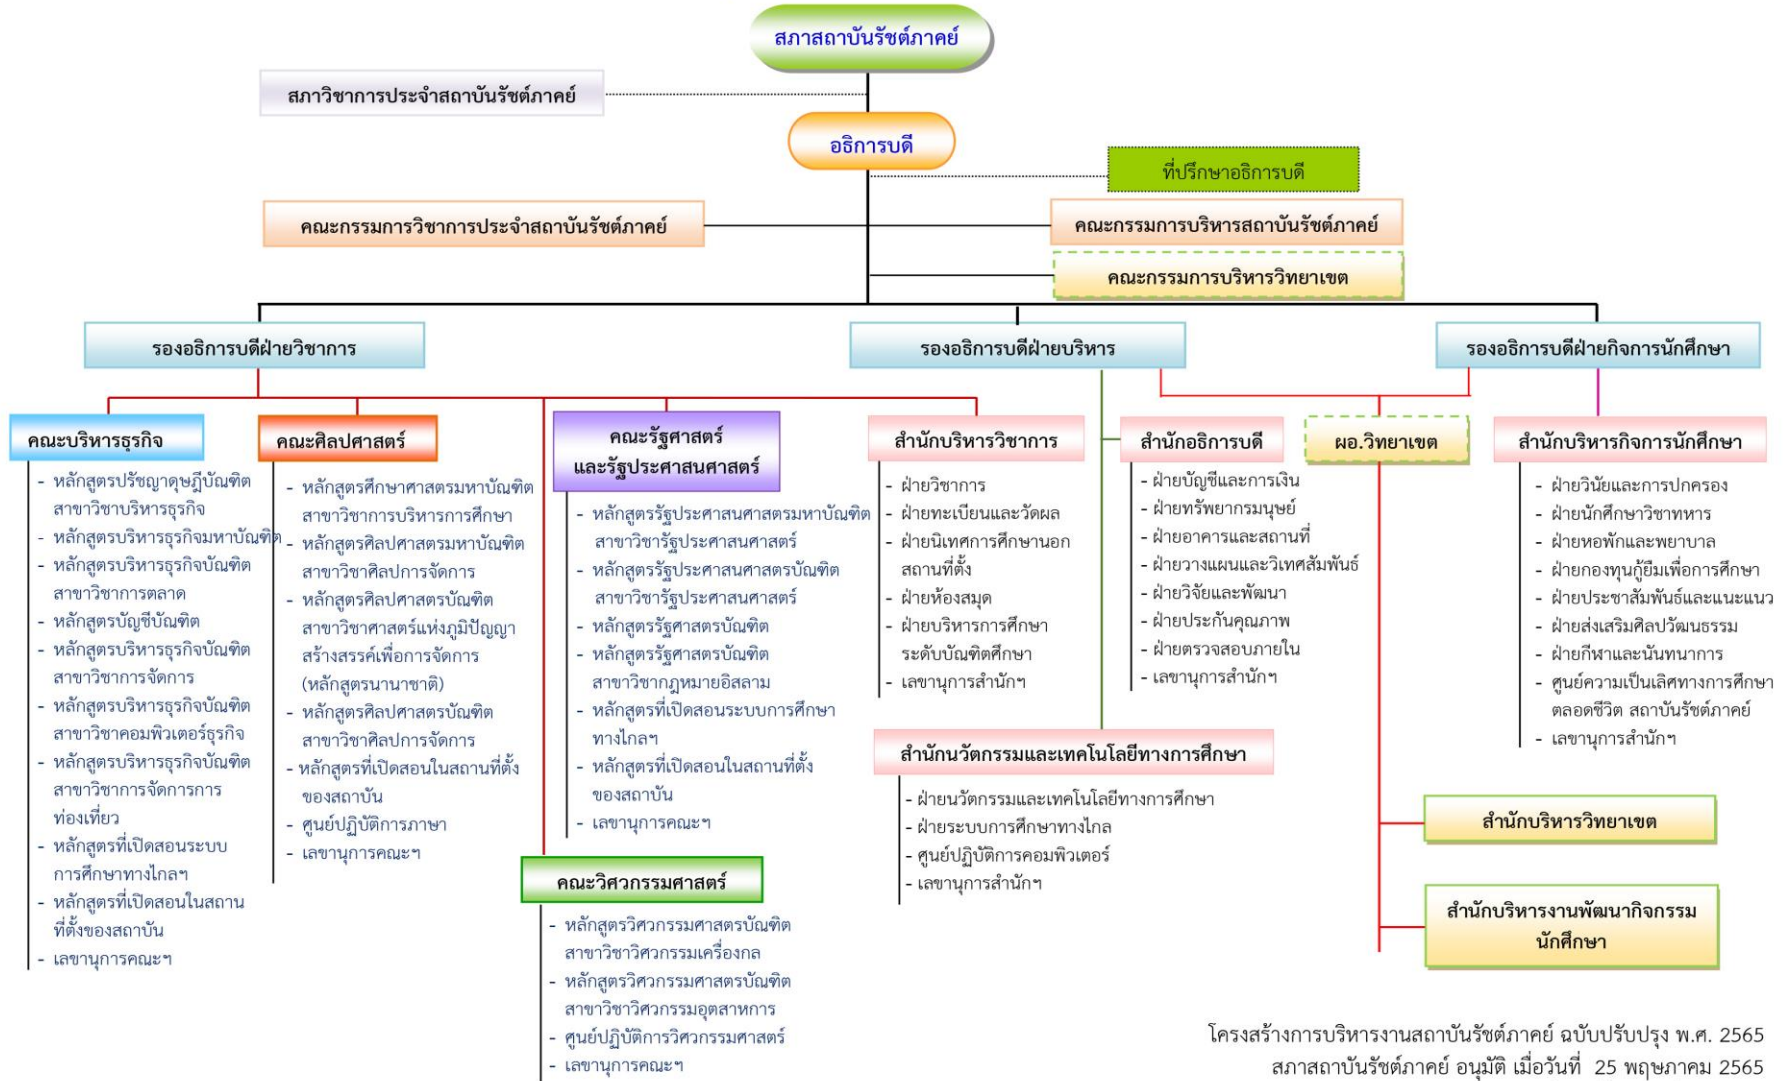 สภาสถาบันรัชต์ภาคย์
สภาวิชาการประจำสถาบันรัชต์ภาคย์
อธิการบดี
ที่ปรึกษาอธิการบดี
คณะกรรมการวิชาการประจำสถาบันรัชต์ภาคย์
คณะกรรมการบริหารสถาบันรัชต์ภาคย์
คณะกรรมการบริหารวิทยาเขต
รองอธิการบดีฝ่ายวิชาการ
รองอธิการบดีฝ่ายบริหาร
รองอธิการบดีฝ่ายกิจการนักศึกษา
คณะบริหารธุรกิจ
- หลักสูตรปรัชญาดุษฎีบัณฑิต
สาขาวิชาบริหารธุรกิจ
- หลักสูตรบริหารธุรกิจมหาบัณฑิต
- หลักสูตรบริหารธุรกิจบัณฑิต
สาขาวิชาการตลาด
- หลักสูตรบัญชีบัณฑิต
- หลักสูตรบริหารธุรกิจบัณฑิต
สาขาวิชาการจัดการ
- หลักสูตรบริหารธุรกิจบัณฑิต
สาขาวิชาคอมพิวเตอร์ธุรกิจ
- หลักสูตรบริหารธุรกิจบัณฑิต
สาขาวิชาการจัดการการ
ท่องเที่ยว
- หลักสูตรที่เปิดสอนระบบ
การศึกษาทางไกลฯ
- หลักสูตรที่เปิดสอนในสถาน
ที่ตั้งของสถาบัน
- เลขานุการคณะฯ
คณะศิลปศาสตร์
- หลักสูตรศึกษาศาสตรมหาบัณฑิต
สาขาวิชาการบริหารการศึกษา
- หลักสูตรศิลปศาสตรมหาบัณฑิต
สาขาวิชาศิลปการจัดการ
- หลักสูตรศิลปศาสตรบัณฑิต
สาขาวิชาศาสตร์แห่งภูมิปัญญา
สร้างสรรค์เพื่อการจัดการ
(หลักสูตรนานาชาติ)
- หลักสูตรศิลปศาสตรบัณฑิต
สาขาวิชาศิลปการจัดการ
- หลักสูตรที่เปิดสอนในสถานที่ตั้ง
ของสถาบัน
- ศูนย์ปฏิบัติการภาษา
- เลขานุการคณะฯ
คณะรัฐศาสตร์
และรัฐประศาสนศาสตร์
- หลักสูตรรัฐประศาสนศาสตรมหาบัณฑิต
สาขาวิชารัฐประศาสนศาสตร์
- หลักสูตรรัฐประศาสนศาสตรบัณฑิต
สาขาวิชารัฐประศาสนศาสตร์
- หลักสูตรรัฐศาสตรบัณฑิต
- หลักสูตรรัฐศาสตรบัณฑิต
สาขาวิชากฎหมายอิสลาม
- หลักสูตรที่เปิดสอนระบบการศึกษา
ทางไกลฯ
- หลักสูตรที่เปิดสอนในสถานที่ตั้ง
ของสถาบัน
- เลขานุการคณะฯ
คณะวิศวกรรมศาสตร์
- หลักสูตรวิศวกรรมศาสตรบัณฑิต
สาขาวิชาวิศวกรรมเครื่องกล
- หลักสูตรวิศวกรรมศาสตรบัณฑิต
สาขาวิชาวิศวกรรมอุตสาหการ
- ศูนย์ปฏิบัติการวิศวกรรมศาสตร์
- เลขานุการคณะฯ
สำนักบริหารวิชาการ
- ฝ่ายวิชาการ
- ฝ่ายทะเบียนและวัดผล
- ฝ่ายนิเทศการศึกษานอก
สถานที่ตั้ง
- ฝ่ายห้องสมุด
- ฝ่ายบริหารการศึกษา
ระดับบัณฑิตศึกษา
- เลขานุการสำนักฯ
สำนักอธิการบดี
- ฝ่ายบัญชีและการเงิน
- ฝ่ายทรัพยากรมนุษย์
- ฝ่ายอาคารและสถานที่
- ฝ่ายวางแผนและวิเทศสัมพันธ์
- ฝ่ายวิจัยและพัฒนา
- ฝ่ายประกันคุณภาพ
- ฝ่ายตรวจสอบภายใน
- เลขานุการสำนักฯ
สำนักนวัตกรรมและเทคโนโลยีทางการศึกษา
- ฝ่ายนวัตกรรมและเทคโนโลยีทางการศึกษา
- ฝ่ายระบบการศึกษาทางไกล
- ศูนย์ปฏิบัติการคอมพิวเตอร์
- เลขานุการสำนักฯ
ผอ.วิทยาเขต
สำนักบริหารกิจการนักศึกษา
- ฝ่ายวินัยและการปกครอง
- ฝ่ายนักศึกษาวิชาทหาร
- ฝ่ายหอพักและพยาบาล
- ฝ่ายกองทุนกู้ยืมเพื่อการศึกษา
- ฝ่ายประชาสัมพันธ์และแนะแนว
- ฝ่ายส่งเสริมศิลปวัฒนธรรม
- ฝ่ายกีฬาและนันทนาการ
- ศูนย์ความเป็นเลิศทางการศึกษา
ตลอดชีวิต สถาบันรัชต์ภาคย์
- เลขานุการสำนักฯ
สำนักบริหารวิทยาเขต
สำนักบริหารงานพัฒนากิจกรรม
นักศึกษา
โครงสร้างการบริหารงานสถาบันรัชต์ภาคย์ ฉบับปรับปรุง พ.ศ. 2565
สภาสถาบันรัชต์ภาคย์ อนุมัติ เมื่อวันที่ 25 พฤษภาคม 2565